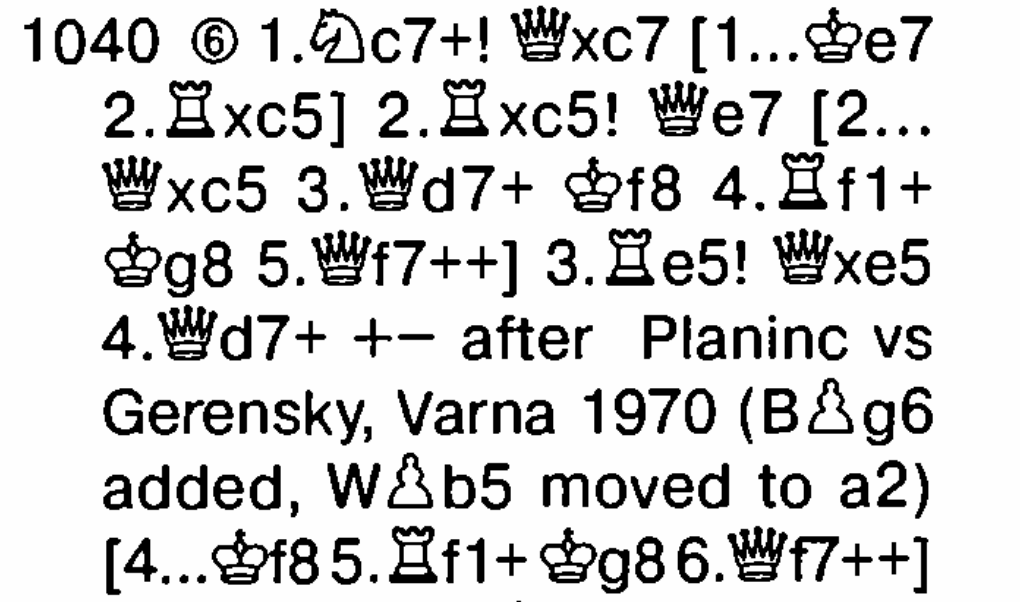 1040 ⑥ 1.♘c7+! ♕xc7 [1...♔e7
2.♖xc5] 2.♖xc5! ♕e7 [2...
♕xc5 3.♕d7+ ♔f8 4.♖f1+
♔g8 5.♕f7++] 3.♖e5! ♕xe5
4.♕d7+ +− after Planinc vs
Gerensky, Varna 1970 (B♙g6
added, W♙b5 moved to a2)
[4...♔f8 5.♖f1+ ♔g8 6.♕f7++]